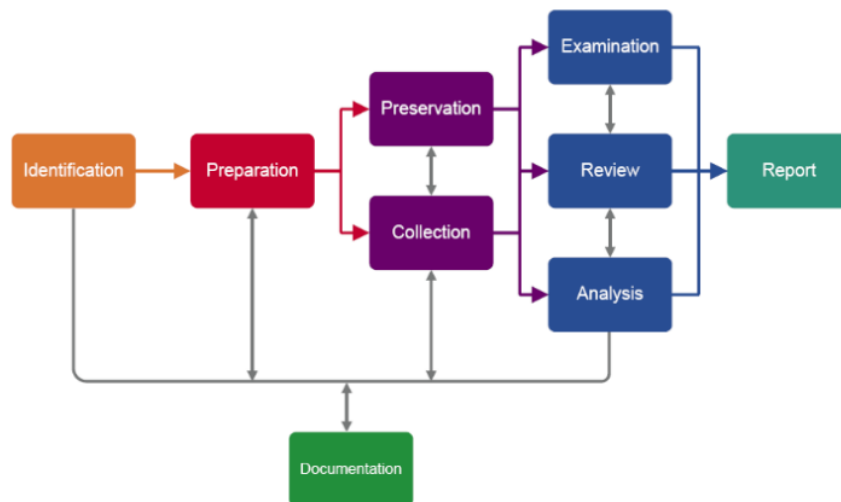 Identification
Preparation
Preservation
Collection
Examination
Review
Analysis
Report
Documentation